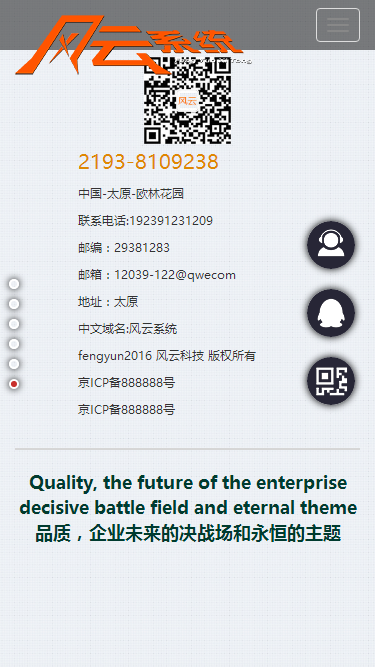 风云系统
风云
2193-8109238
中国-太原-欧林花园
联系电话:192391231209
邮编：29381283
邮箱：12039-122@qwecom
地址：太原
中文域名:风云系统
fengyun2016 风云科技 版权所有
京ICP备888888号
京ICP备888888号
Quality, the future of the enterprise
decisive battle field and eternal theme
品质，企业未来的决战场和永恒的主题